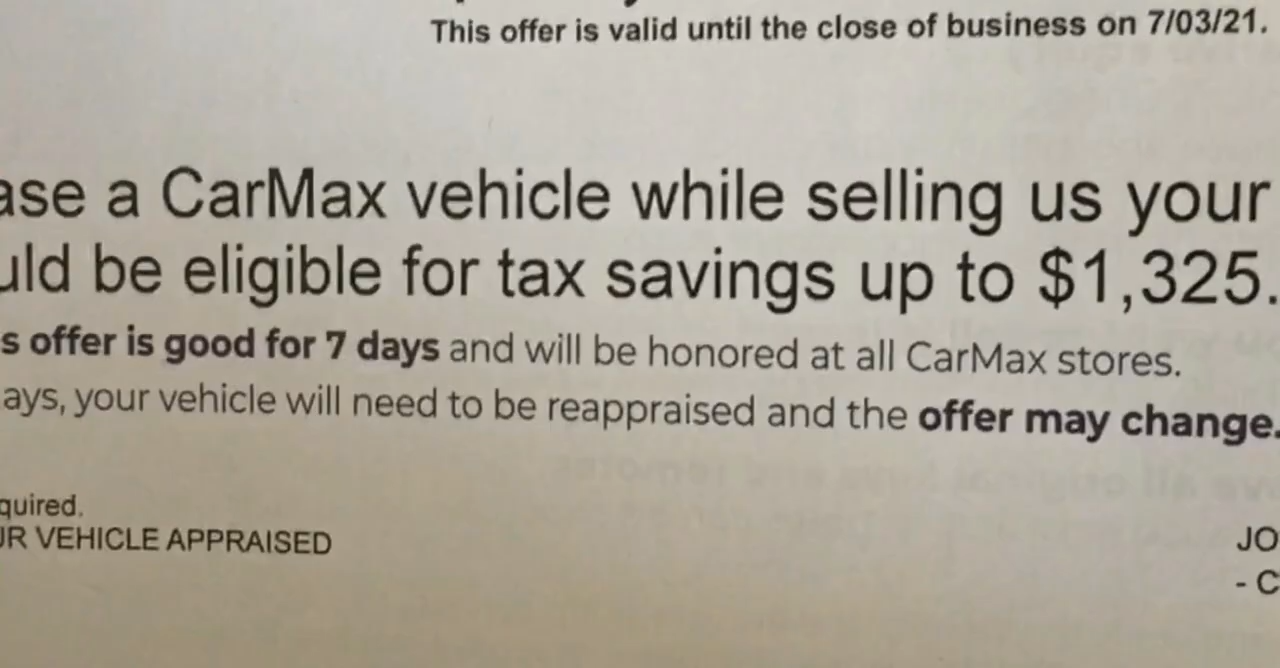 This offer is valid until the close of business on 7/03/21.
ase a CarMax vehicle while selling us your
uld be eligible for tax savings up to $1,325.
s offer is good for 7 days and will be honored at all CarMax stores.
ays, your vehicle will need to be reappraised and the offer may change.
quired.
UR VEHICLE APPRAISED
JO
- C